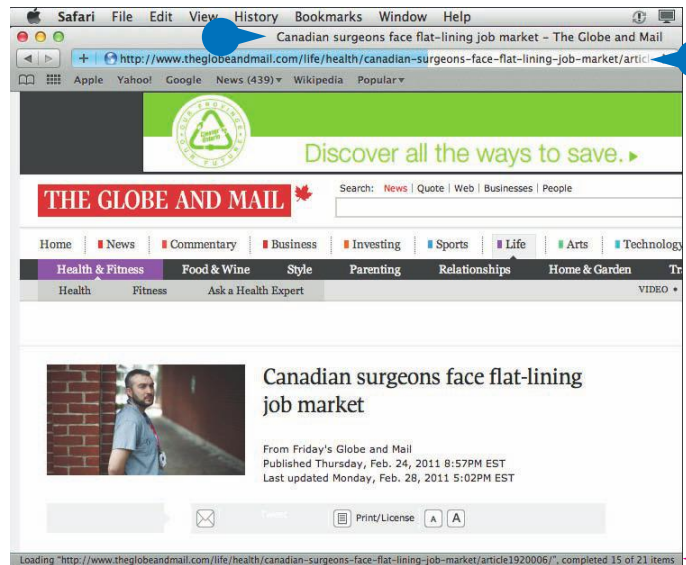 Safari File Edit View History Bookmarks Window Help
Canadian surgeons face flat-lining job market – The Globe and Mail
http://www.theglobeandmail.com/life/health/canadian-surgeons-face-flat-lining-job-market/artic
Apple Yahoo! Google News (439) Wikipedia Popular
Discover all the ways to save.
THE GLOBE AND MAIL
Search: News | Quote | Web | Businesses | People
Home News Commentary Business Investing Sports Life Arts Technology
Health & Fitness Food & Wine Style Parenting Relationships Home & Garden Tr
Health Fitness Ask a Health Expert VIDEO •
Canadian surgeons face flat-lining
job market
From Friday's Globe and Mail
Published Thursday, Feb. 24, 2011 8:57PM EST
Last updated Monday, Feb. 28, 2011 5:02PM EST
Print/License A A
Loading "http://www.theglobeandmail.com/life/health/canadian-surgeons-face-flat-lining-job-market/article1920006/", completed 15 of 21 items